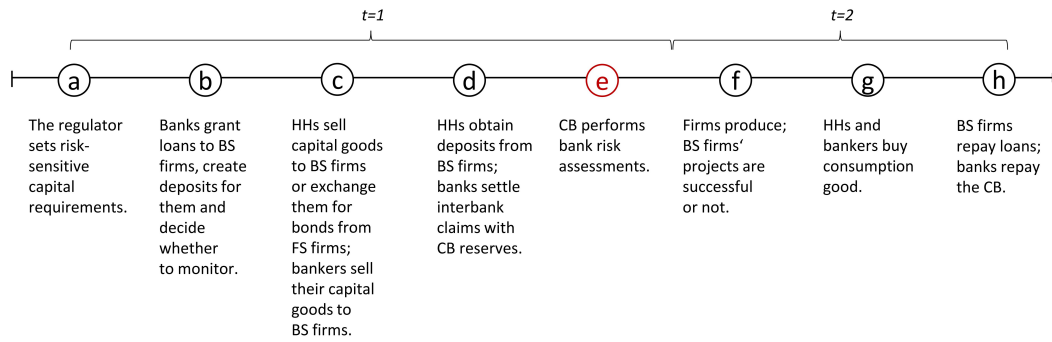 t=1
t=2
a
b
c
d
e
f
g
h
The regulator
sets risk-
sensitive
capital
requirements.
Banks grant
loans to BS
firms, create
deposits for
them and
decide
whether
to monitor.
HHs sell
capital goods
to BS firms
or exchange
them for
bonds from
FS firms;
bankers sell
their capital
goods to
BS firms.
HHs obtain
deposits from
BS firms;
banks settle
interbank
claims with
CB reserves.
CB performs
bank risk
assessments.
Firms produce;
BS firms‘
projects are
successful
or not.
HHs and
bankers buy
consumption
good.
BS firms
repay loans;
banks repay
the CB.